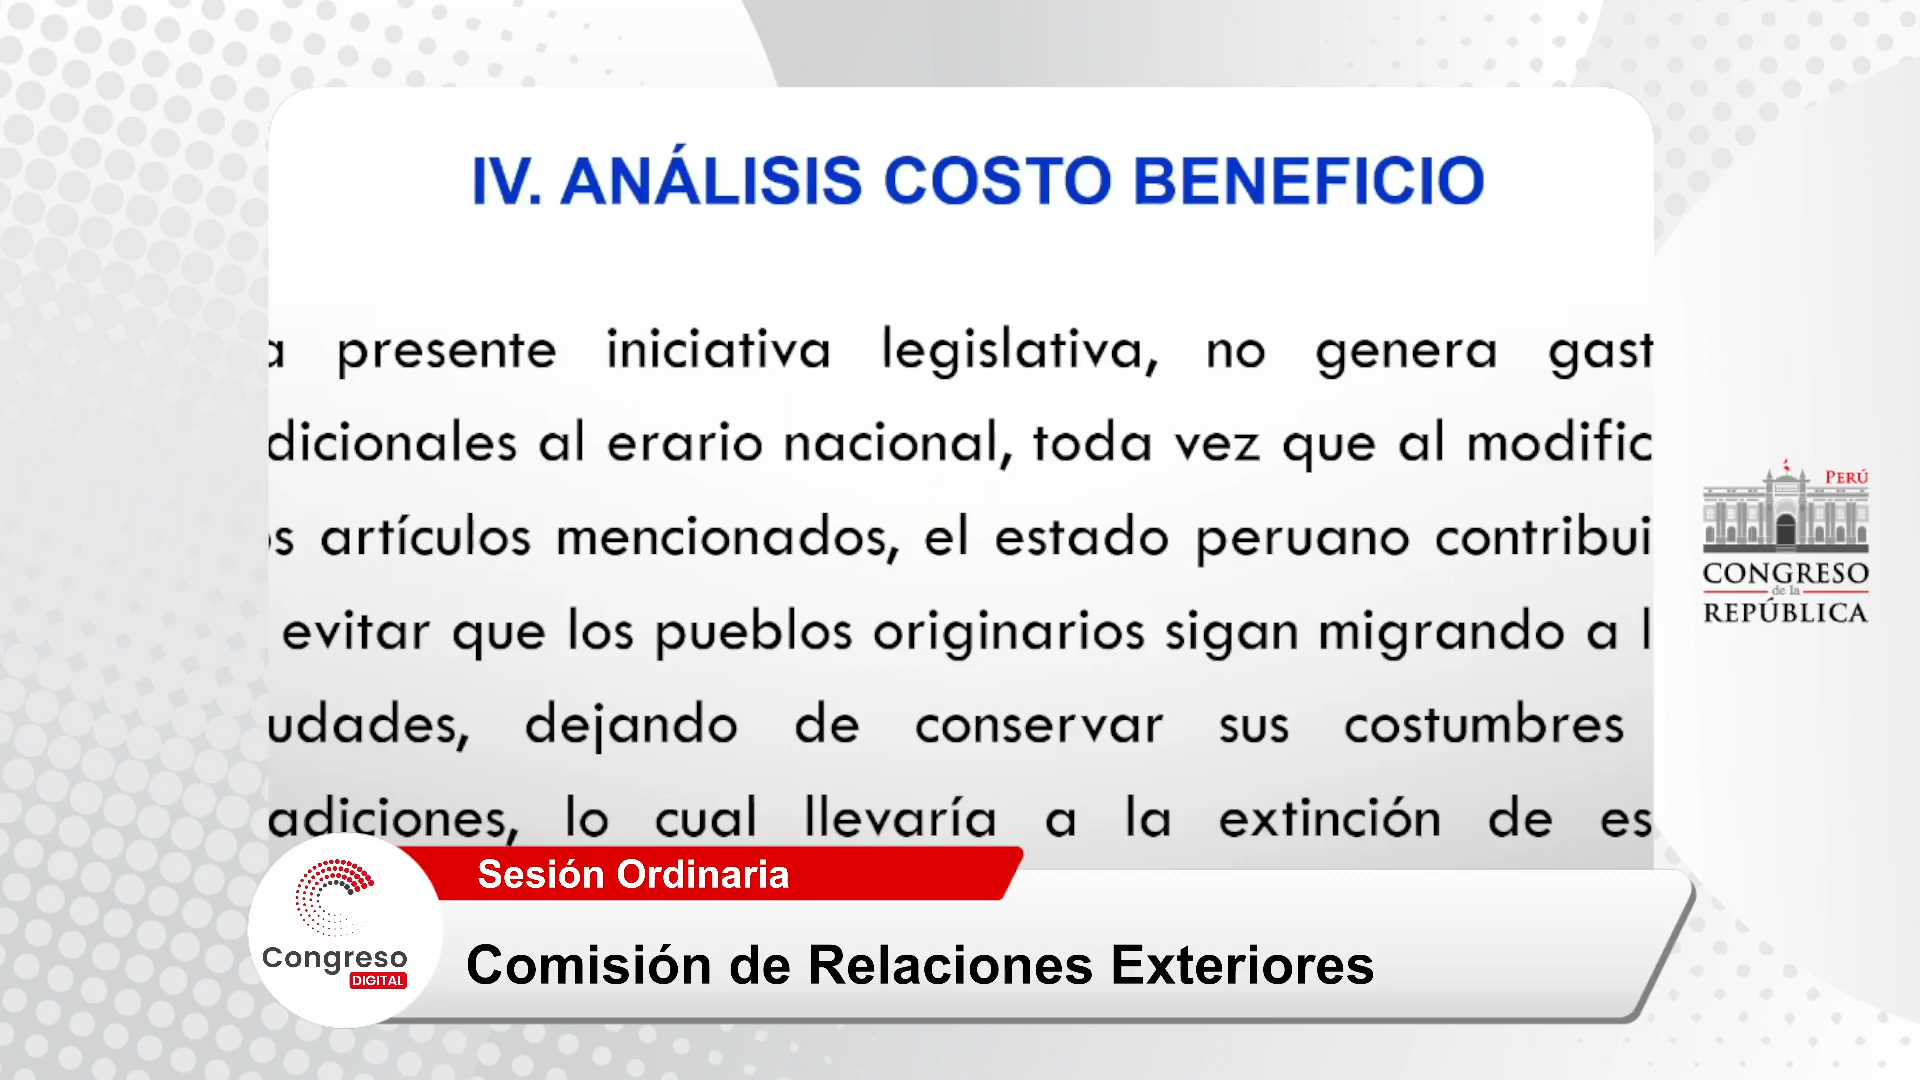 IV. ANÁLISIS COSTO BENEFICIO
a presente iniciativa legislativa, no genera gast
dicionales al erario nacional, toda vez que al modific
s artículos mencionados, el estado peruano contribui
evitar que los pueblos originarios sigan migrando a l
udades, dejando de conservar sus costumbres
adiciones, lo cual llevaría a la extinción de es
PERÚ
CONGRESO
de la
REPÚBLICA
Sesión Ordinaria
Congreso
DIGITAL
Comisión de Relaciones Exteriores